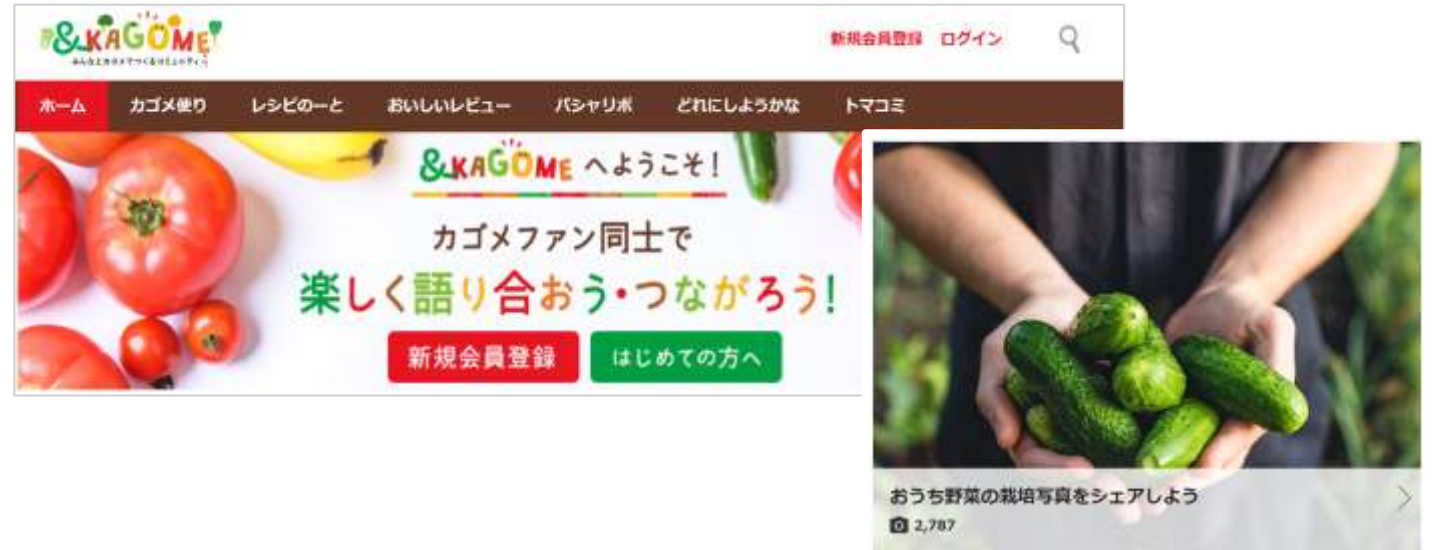 &KAGOME
新規会員登録 ログイン
ホーム カゴメ便り レシピのーと おいしいレビュー パシャリポ どれにしようかな トマコミ
&KAGOME へようこそ!
カゴメファン同士で
楽しく語り合おう・つながろう!
新規会員登録 はじめての方へ
おうち野菜の栽培写真をシェアしよう
2,787